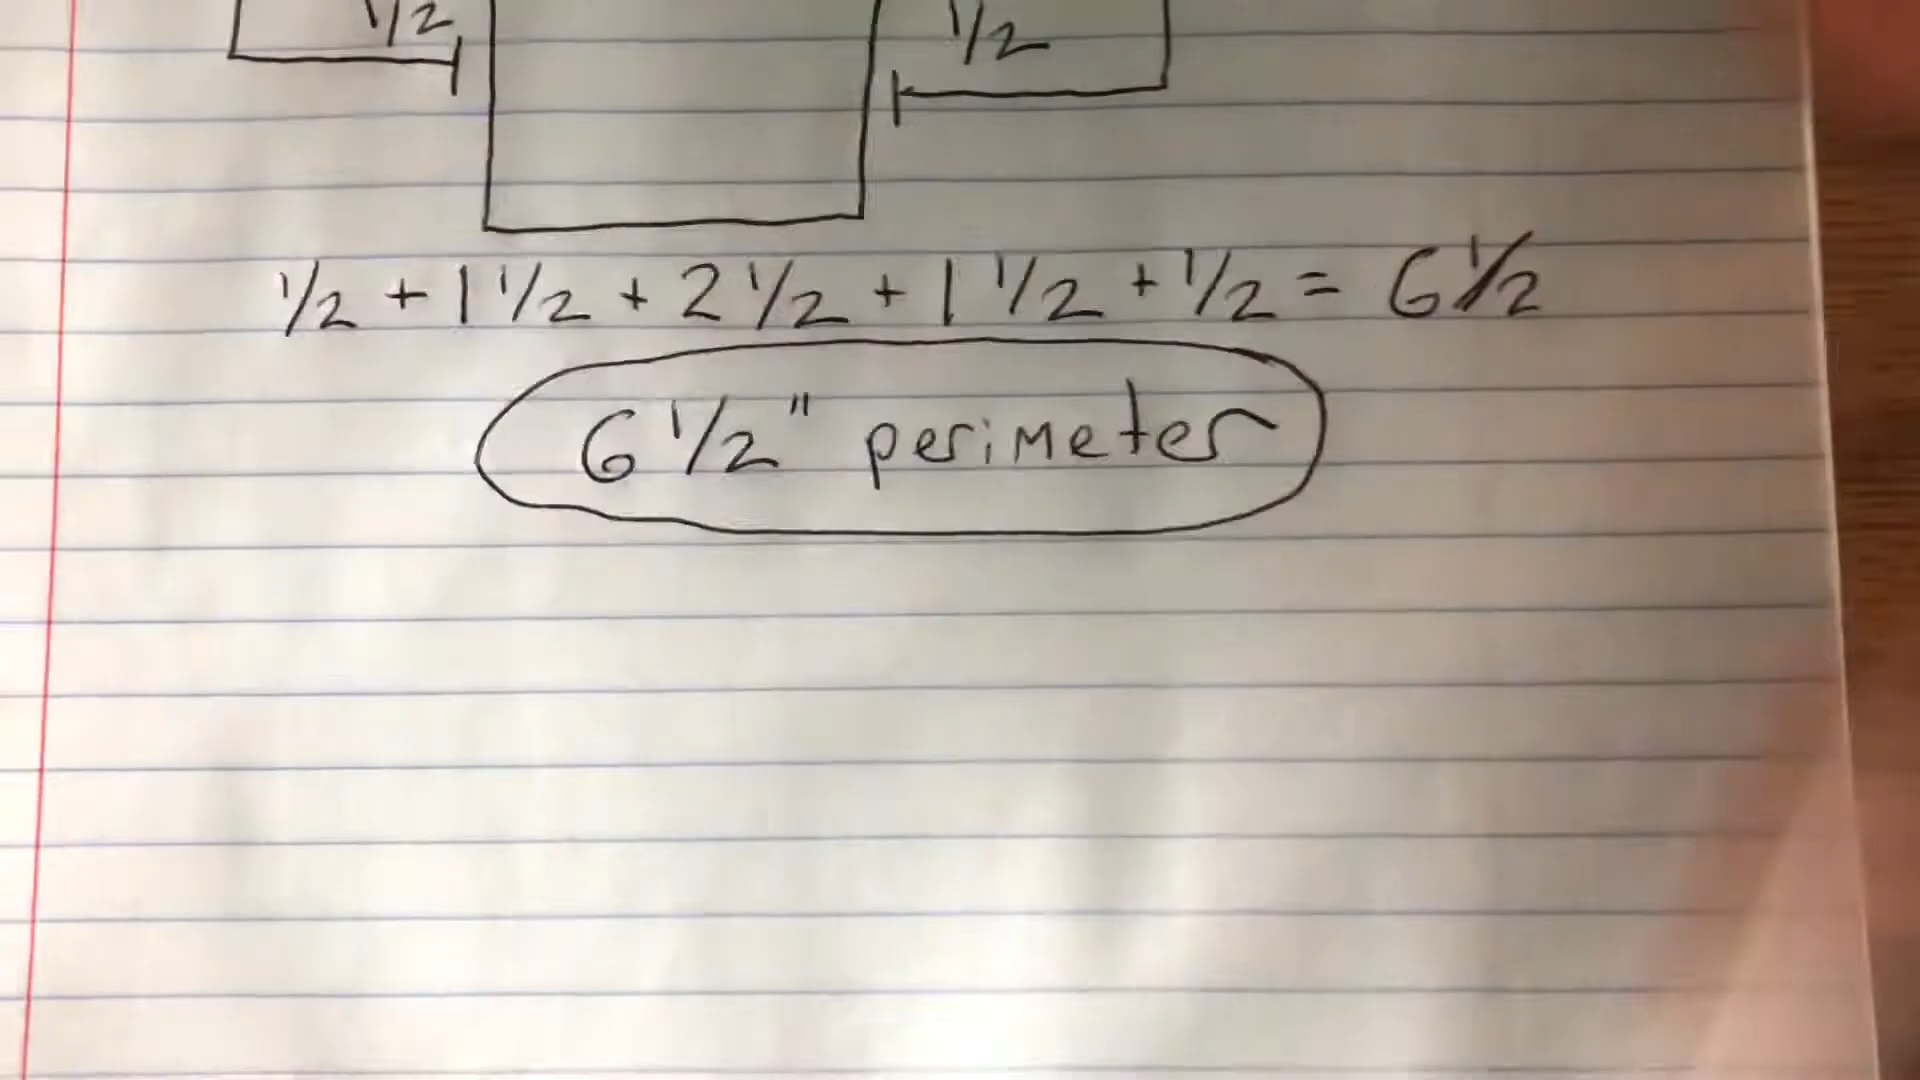 1/2 1/2
1/2 + 1 1/2 + 2 1/2 + 1 1/2 + 1/2 = 6 1/2
6 1/2" perimeter